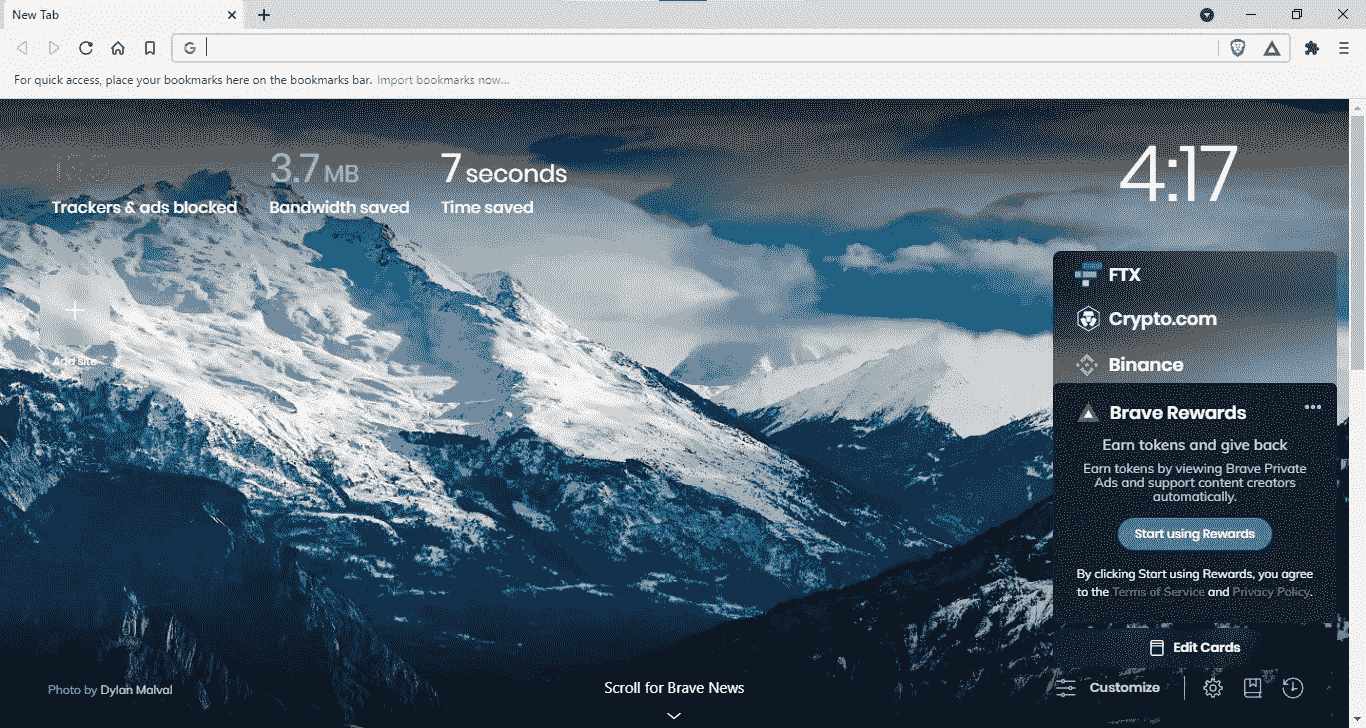 New Tab
For quick access, place your bookmarks here on the bookmarks bar. Import bookmarks now...
3.7 MB
7 seconds
4:17
Trackers & ads blocked
Bandwidth saved
Time saved
FTX
Crypto.com
Add site
Binance
Brave Rewards
Earn tokens and give back
Earn tokens by viewing Brave Private
Ads and support content creators
automatically.
Start using Rewards
By clicking Start using Rewards, you agree
to the Terms of Service and Privacy Policy.
Edit Cards
Photo by Dylan Malval
Scroll for Brave News
Customize